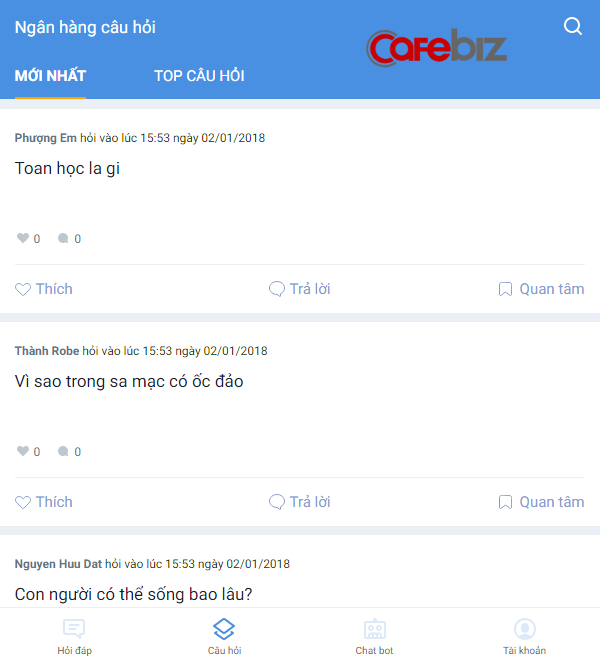 Ngân hàng câu hỏi
CAFEbiz
MỚI NHẤT TOP CÂU HỎI
Phượng Em hỏi vào lúc 15:53 ngày 02/01/2018
Toan học la gi
0 0
Thích Trả lời Quan tâm
Thành Robe hỏi vào lúc 15:53 ngày 02/01/2018
Vì sao trong sa mạc có ốc đảo
0 0
Thích Trả lời Quan tâm
Nguyen Huu Dat hỏi vào lúc 15:53 ngày 02/01/2018
Con người có thể sống bao lâu?
Hỏi đáp Câu hỏi Chat bot Tài khoản